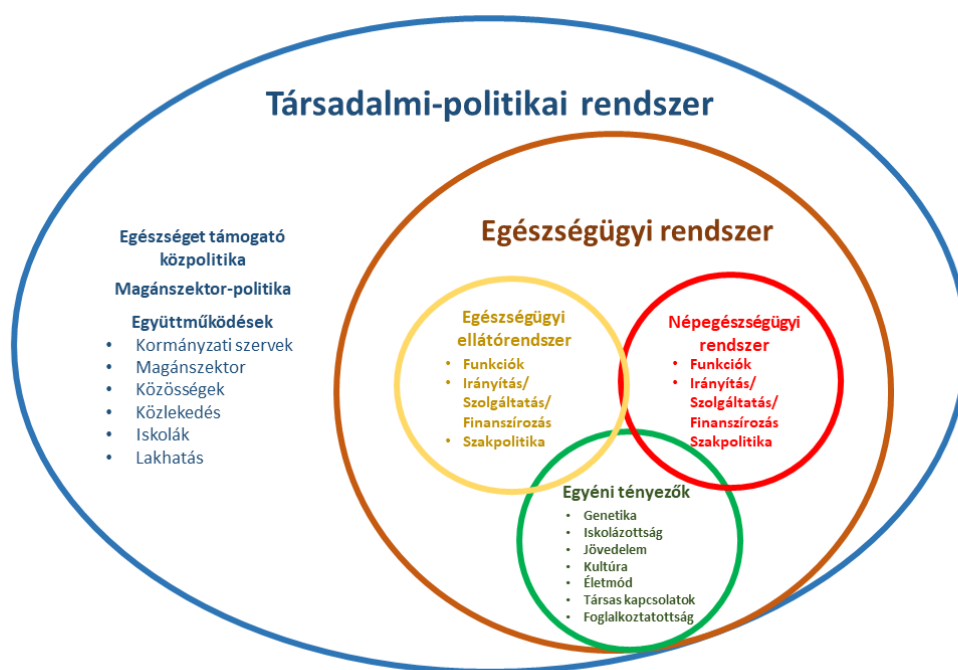 Társadalmi-politikai rendszer
Egészséget támogató
közpolitika
Magánszektor-politika
Együttműködések
• Kormányzati szervek
• Magánszektor
• Közösségek
• Közlekedés
• Iskolák
• Lakhatás
Egészségügyi rendszer
Egészségügyi
ellátórendszer
• Funkciók
• Irányítás/
Szolgáltatás/
Finanszírozás
• Szakpolitika
Népegészségügyi
rendszer
• Funkciók
• Irányítás/
Szolgáltatás/
Finanszírozás
Szakpolitika
Egyéni tényezők
• Genetika
• Iskolázottság
• Jövedelem
• Kultúra
• Életmód
• Társas kapcsolatok
• Foglalkoztatottság